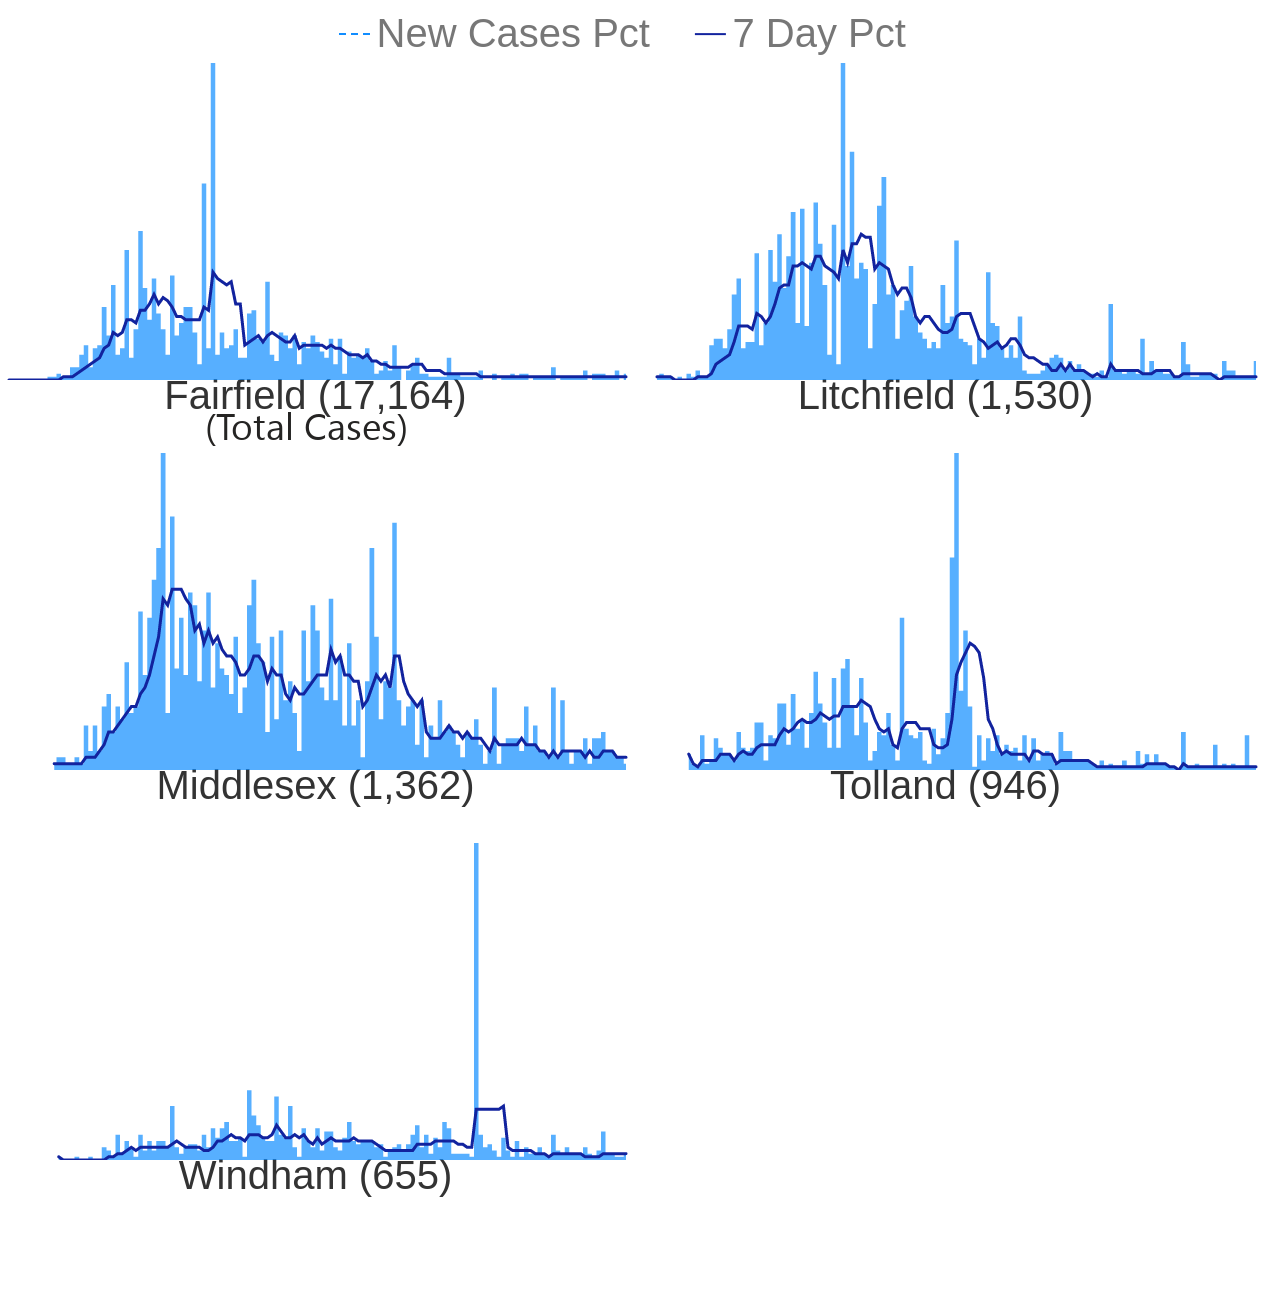 New Cases Pct 7 Day Pct
Fairfield (17,164) Litchfield (1,530)
(Total Cases)
Middlesex (1,362) Tolland (946)
Windham (655)